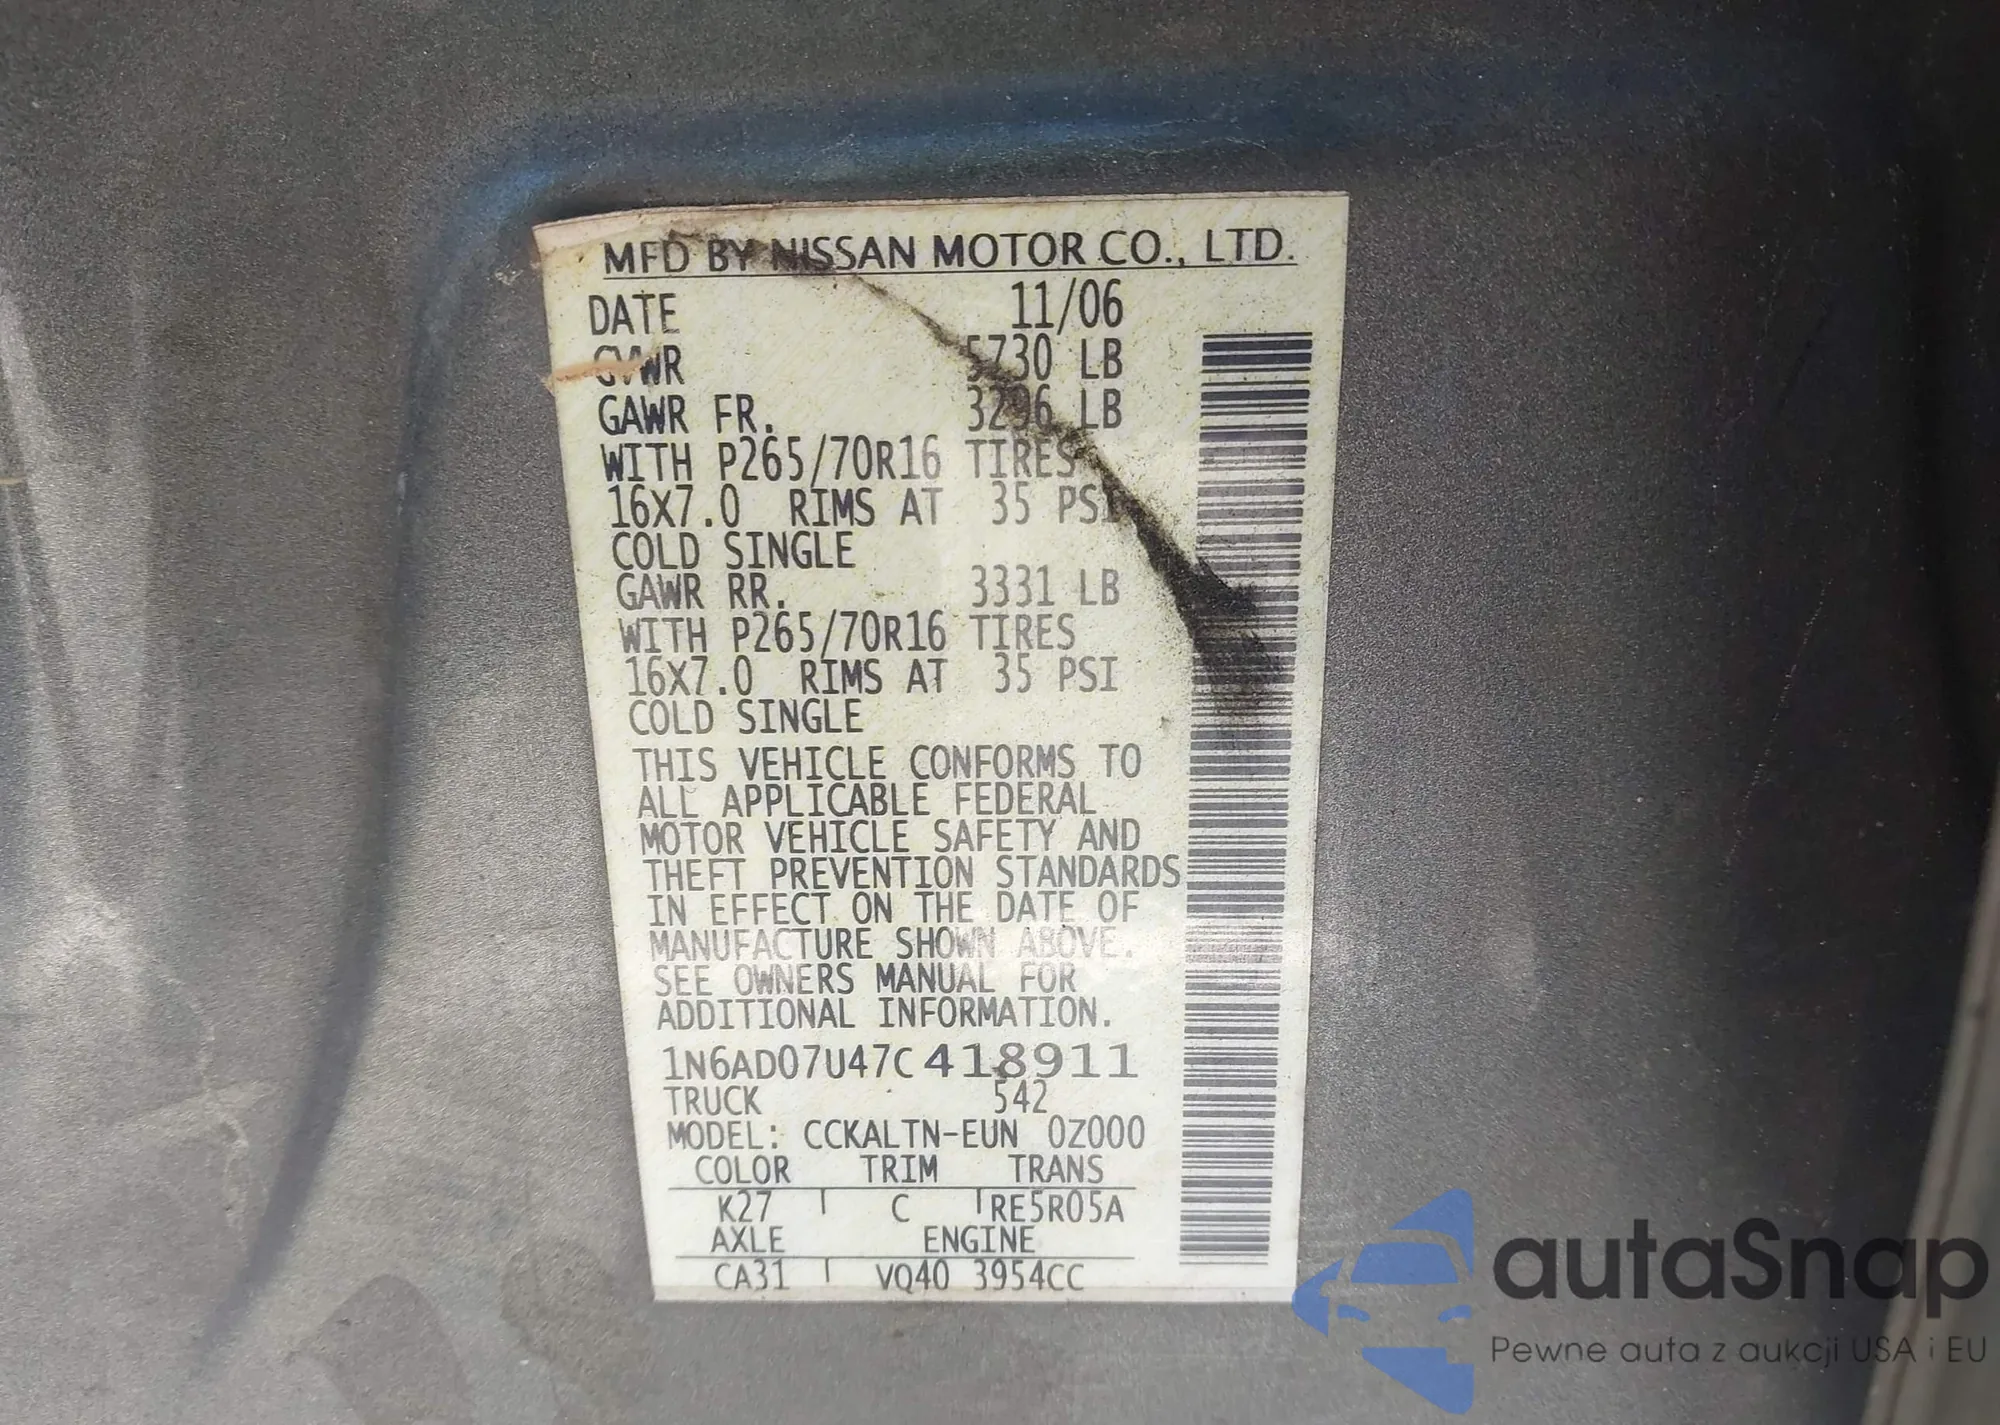 MFD BY NISSAN MOTOR CO., LTD.
DATE 11/06
GVWR 5730 LB
GAWR FR. 3296 LB
WITH P265/70R16 TIRES
16X7.0 RIMS AT 35 PSI
COLD SINGLE
GAWR RR. 3331 LB
WITH P265/70R16 TIRES
16X7.0 RIMS AT 35 PSI
COLD SINGLE
THIS VEHICLE CONFORMS TO
ALL APPLICABLE FEDERAL
MOTOR VEHICLE SAFETY AND
THEFT PREVENTION STANDARDS
IN EFFECT ON THE DATE OF
MANUFACTURE SHOWN ABOVE.
SEE OWNERS MANUAL FOR
ADDITIONAL INFORMATION.
1N6AD07U47C418911
TRUCK 542
MODEL: CCKALTN-EUN 0Z000
COLOR TRIM TRANS
K27 C RE5R05A
AXLE ENGINE
CA31 VQ40 3954CC
autaSnap
Pewne auta z aukcji USA i EU